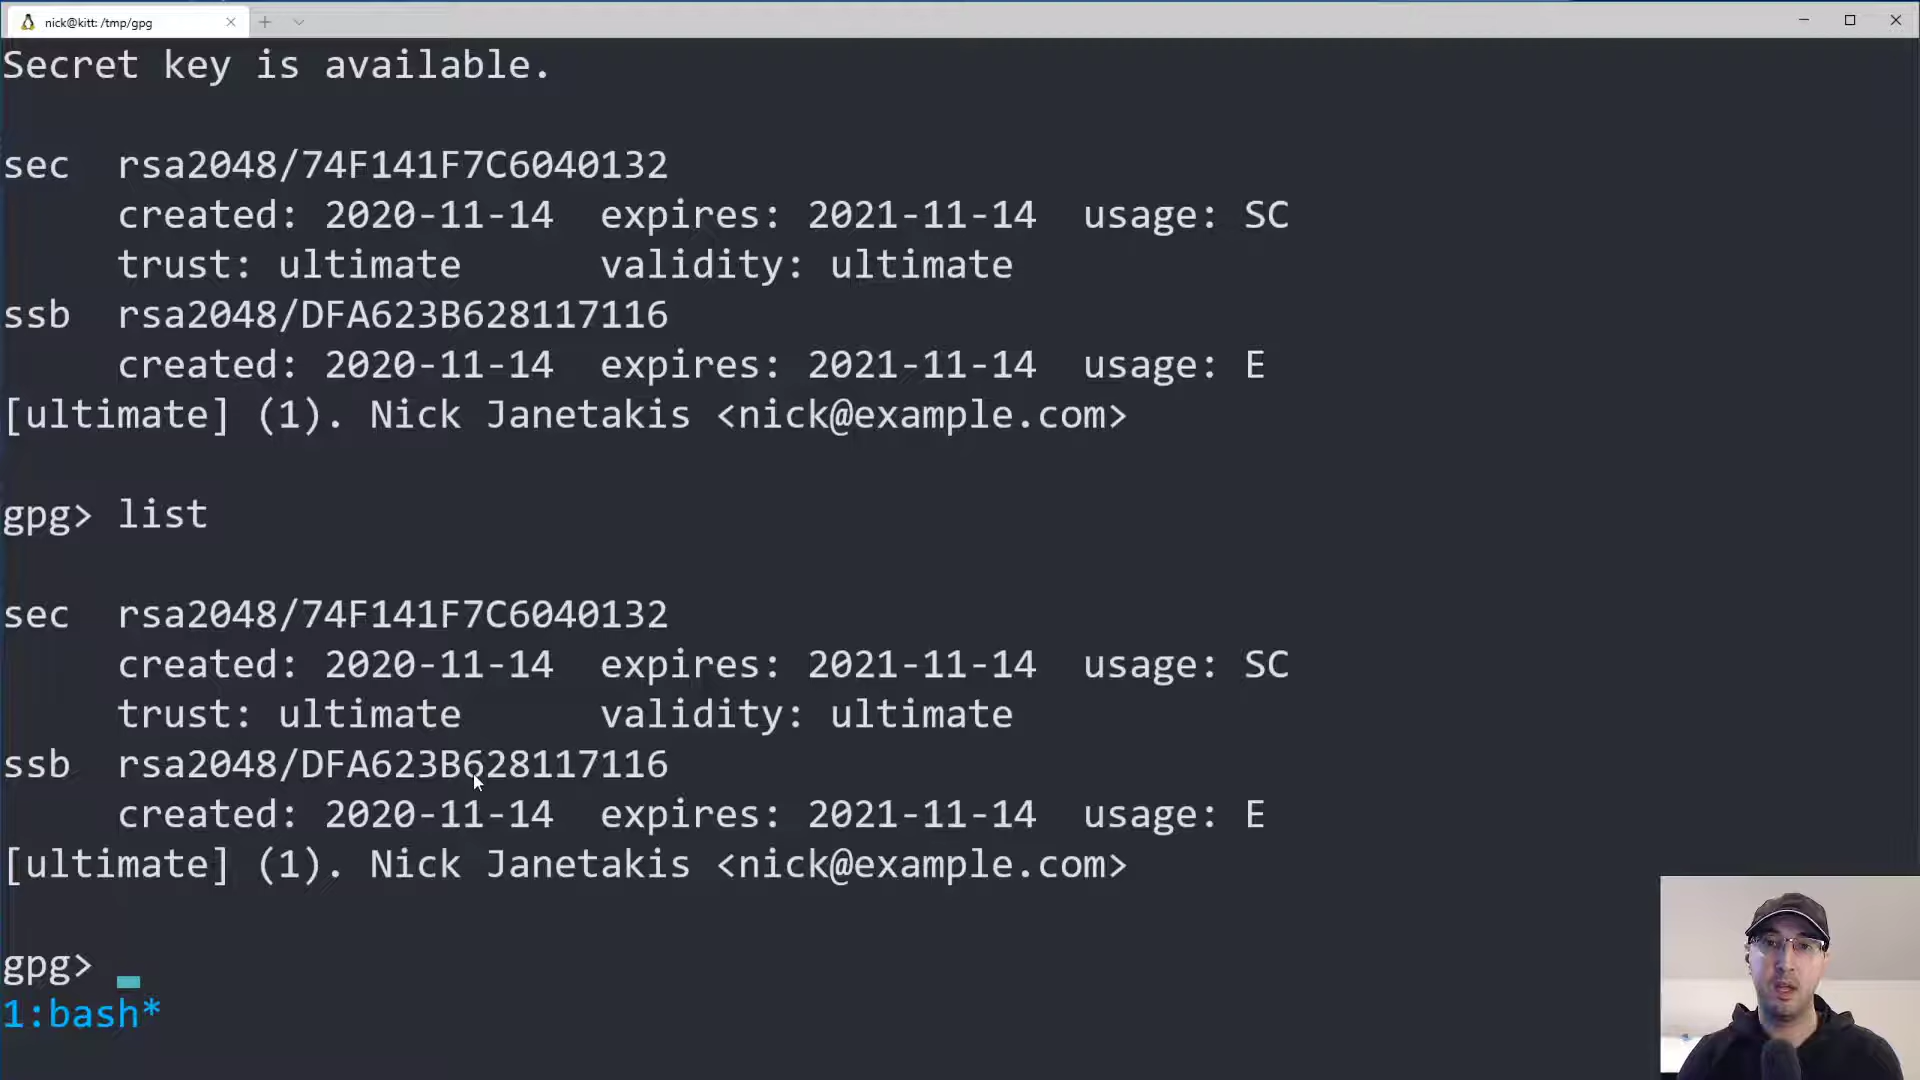 nick@kitt: /tmp/gpg
Secret key is available.
sec  rsa2048/74F141F7C6040132
     created: 2020-11-14  expires: 2021-11-14  usage: SC
     trust: ultimate      validity: ultimate
ssb  rsa2048/DFA623B628117116
     created: 2020-11-14  expires: 2021-11-14  usage: E
[ultimate] (1). Nick Janetakis <nick@example.com>
gpg> list
sec  rsa2048/74F141F7C6040132
     created: 2020-11-14  expires: 2021-11-14  usage: SC
     trust: ultimate      validity: ultimate
ssb  rsa2048/DFA623B628117116
     created: 2020-11-14  expires: 2021-11-14  usage: E
[ultimate] (1). Nick Janetakis <nick@example.com>
gpg>
1:bash*